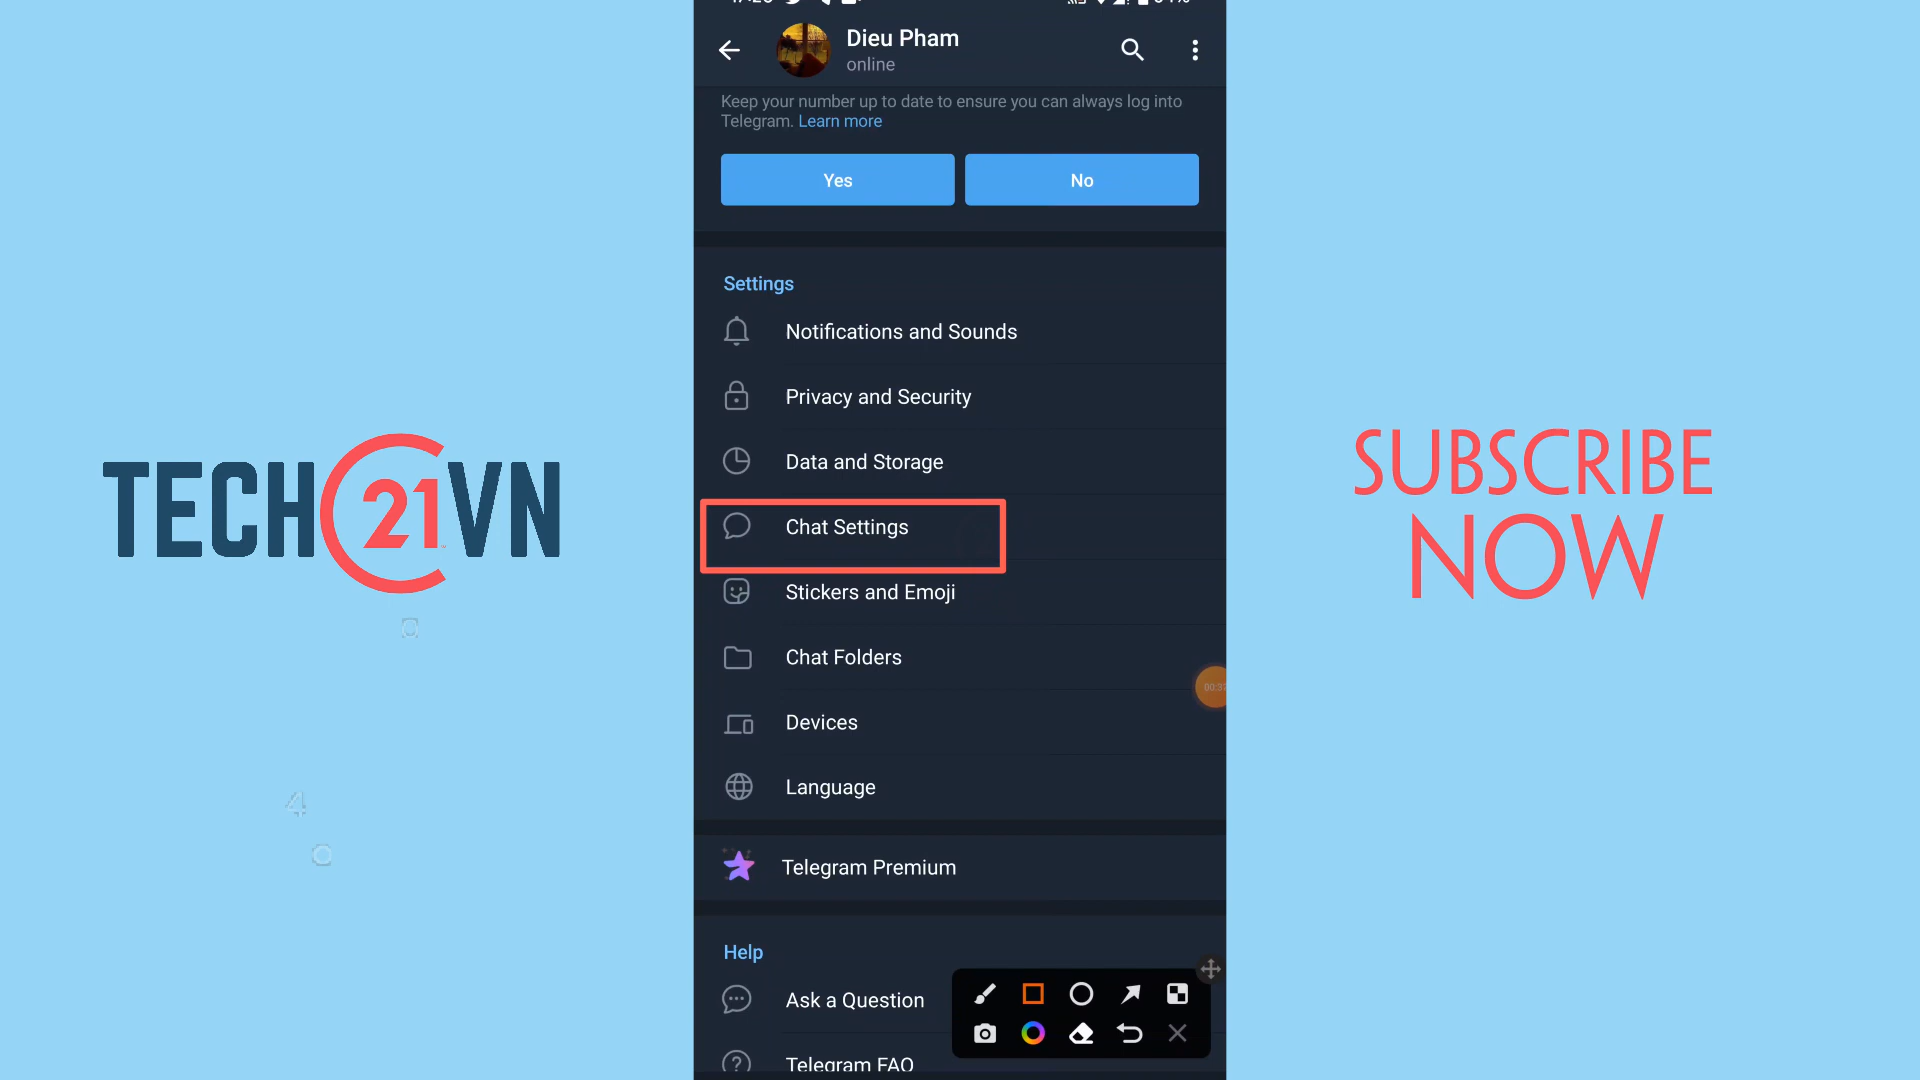 Dieu Pham
online
Keep your number up to date to ensure you can always log into
Telegram. Learn more
Yes
No
Settings
Notifications and Sounds
Privacy and Security
Data and Storage
Chat Settings
Stickers and Emoji
Chat Folders
Devices
Language
Telegram Premium
Help
Ask a Question
Telegram FAQ
TECH 21 VN
SUBSCRIBE
NOW
4